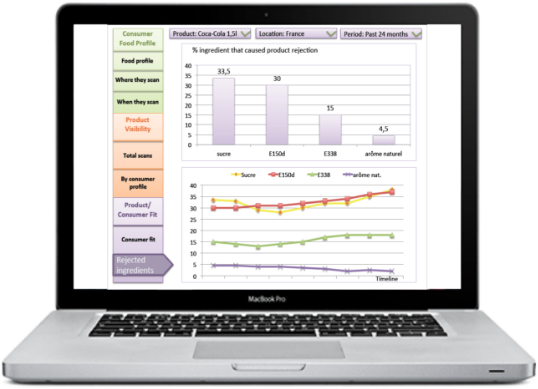 Consumer
Food Profile
Food profile
Where they scan
When they scan
Product
Visibility
Total scans
By consumer
profile
Product/
Consumer Fit
Consumer fit
Rejected
ingredients
Product: Coca-Cola 1,5l
Location: France
Period: Past 24 months
% ingredient that caused product rejection
40
35
30
25
20
15
10
5
0
33,5
30
15
4,5
sucre
E150d
E338
arôme naturel
Sucre
E150d
E338
arôme nat.
40
35
30
25
20
15
10
5
0
Timeline
MacBook Pro